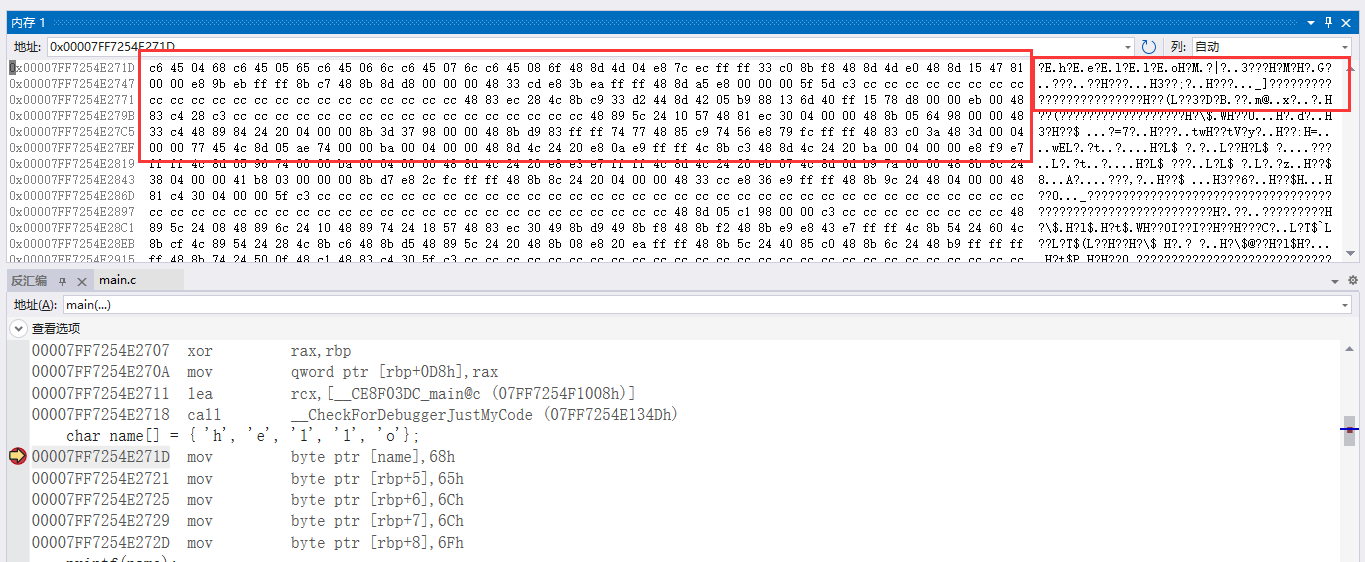 内存 1
地址: 0x00007FF7254E271D 列: 自动
0x00007FF7254E271D c6 45 04 68 c6 45 05 65 c6 45 06 6c c6 45 07 6c c6 45 08 6f 48 8d 4d 04 e8 7c ec ff ff 33 c0 8b f8 48 8d 4d e0 48 8d 15 47 81 ?E.h?E.e?E.l?E.l?E.oH?M.?|?..3???H?M?H?.G?
0x00007FF7254E2747 00 00 e8 9b eb ff ff 8b c7 48 8b 8d d8 00 00 00 48 33 cd e8 3b ea ff ff 48 8d a5 e8 00 00 00 5f 5d c3 cc cc cc cc cc cc cc cc
0x00007FF7254E2771 cc cc cc cc cc cc cc cc cc cc cc cc cc cc cc 48 83 ec 28 4c 8b c9 33 d2 44 8d 42 05 b9 88 13 6d 40 ff 15 78 d8 00 00 eb 00 48
0x00007FF7254E279B 83 c4 28 c3 cc cc cc cc cc cc cc cc cc cc cc cc cc cc cc cc cc 48 89 5c 24 10 57 48 81 ec 30 04 00 00 48 8b 05 64 98 00 00 48
0x00007FF7254E27C5 33 c4 48 89 84 24 20 04 00 00 8b 3d 37 98 00 00 48 8b d9 83 ff ff 74 77 48 85 c9 74 56 e8 79 fc ff ff 48 83 c0 3a 48 3d 00 04
0x00007FF7254E27EF 00 00 77 45 4c 8d 05 ae 74 00 00 ba 00 04 00 00 48 8d 4c 24 20 e8 0a e9 ff ff 4c 8b c3 48 8d 4c 24 20 ba 00 04 00 00 e8 f9 e7
0x00007FF7254E2819 ff ff 4c 8d 05 96 74 00 00 ba 00 04 00 00 48 8d 4c 24 20 e8 e3 e7 ff ff 4c 8d 4c 24 20 eb 07 4c 8d 0d b9 7a 00 00 48 8b 8c 24
0x00007FF7254E2843 38 04 00 00 41 b8 03 00 00 00 8b d7 e8 2c fc ff ff 48 8b 8c 24 20 04 00 00 48 33 cc e8 36 e9 ff ff 48 8b 9c 24 48 04 00 00 48
0x00007FF7254E286D 81 c4 30 04 00 00 5f c3 cc cc cc cc cc cc cc cc cc cc cc cc cc cc cc cc cc cc cc cc cc cc cc cc cc cc cc cc cc cc cc cc cc cc
0x00007FF7254E2897 cc cc cc cc cc cc cc cc cc cc cc cc cc cc cc cc cc cc cc cc cc cc cc cc cc 48 8d 05 c1 98 00 00 c3 cc cc cc cc cc cc cc cc 48
0x00007FF7254E28C1 89 5c 24 08 48 89 6c 24 10 48 89 74 24 18 57 48 83 ec 30 49 8b d9 49 8b f8 48 8b f2 48 8b e9 e8 43 e7 ff ff 4c 8b 54 24 60 4c
0x00007FF7254E28EB 8b cf 4c 89 54 24 28 4c 8b c6 48 8b d5 48 89 5c 24 20 48 8b 08 e8 20 ea ff ff 48 8b 5c 24 40 85 c0 48 8b 6c 24 48 b9 ff ff ff
0x00007FF7254E2915 ff 48 8b 74 24 50 0f 48 c1 48 83 c4 30 5f c3 cc cc cc cc cc cc cc cc cc cc cc cc cc cc cc cc cc cc cc cc cc cc cc cc cc cc cc
反汇编 main.c
地址(A): main(...)
查看选项
00007FF7254E2707 xor rax,rbp
00007FF7254E270A mov qword ptr [rbp+0D8h],rax
00007FF7254E2711 lea rcx,[__CE8F03DC_main@c (07FF7254F1008h)]
00007FF7254E2718 call __CheckForDebuggerJustMyCode (07FF7254E134Dh)
char name[] = { 'h', 'e', 'l', 'l', 'o'};
00007FF7254E271D mov byte ptr [name],68h
00007FF7254E2721 mov byte ptr [rbp+5],65h
00007FF7254E2725 mov byte ptr [rbp+6],6Ch
00007FF7254E2729 mov byte ptr [rbp+7],6Ch
00007FF7254E272D mov byte ptr [rbp+8],6Fh
printf(name);